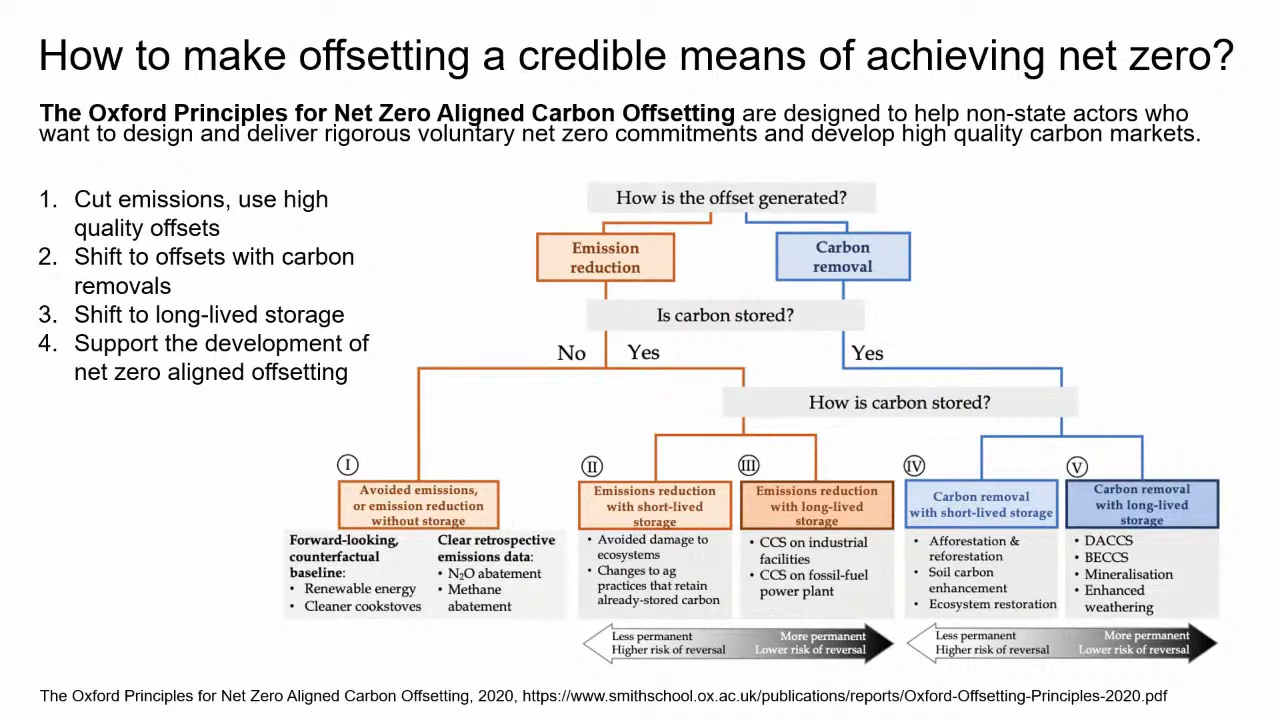 How to make offsetting a credible means of achieving net zero?
The Oxford Principles for Net Zero Aligned Carbon Offsetting are designed to help non-state actors who
want to design and deliver rigorous voluntary net zero commitments and develop high quality carbon markets.
1. Cut emissions, use high
quality offsets
2. Shift to offsets with carbon
removals
3. Shift to long-lived storage
4. Support the development of
net zero aligned offsetting
How is the offset generated?
Emission
reduction
Carbon
removal
Is carbon stored?
No
Yes
Yes
How is carbon stored?
I
Avoided emissions,
or emission reduction
without storage
Forward-looking,
counterfactual
baseline:
• Renewable energy
• Cleaner cookstoves
Clear retrospective
emissions data:
• N₂O abatement
• Methane
abatement
II
Emissions reduction
with short-lived
storage
• Avoided damage to
ecosystems
• Changes to ag
practices that retain
already-stored carbon
III
Emissions reduction
with long-lived
storage
• CCS on industrial
facilities
• CCS on fossil-fuel
power plant
IV
Carbon removal
with short-lived storage
• Afforestation &
reforestation
• Soil carbon
enhancement
• Ecosystem restoration
V
Carbon removal
with long-lived
storage
• DACCS
• BECCS
• Mineralisation
• Enhanced
weathering
Less permanent
Higher risk of reversal
More permanent
Lower risk of reversal
Less permanent
Higher risk of reversal
More permanent
Lower risk of reversal
The Oxford Principles for Net Zero Aligned Carbon Offsetting, 2020, https://www.smithschool.ox.ac.uk/publications/reports/Oxford-Offsetting-Principles-2020.pdf